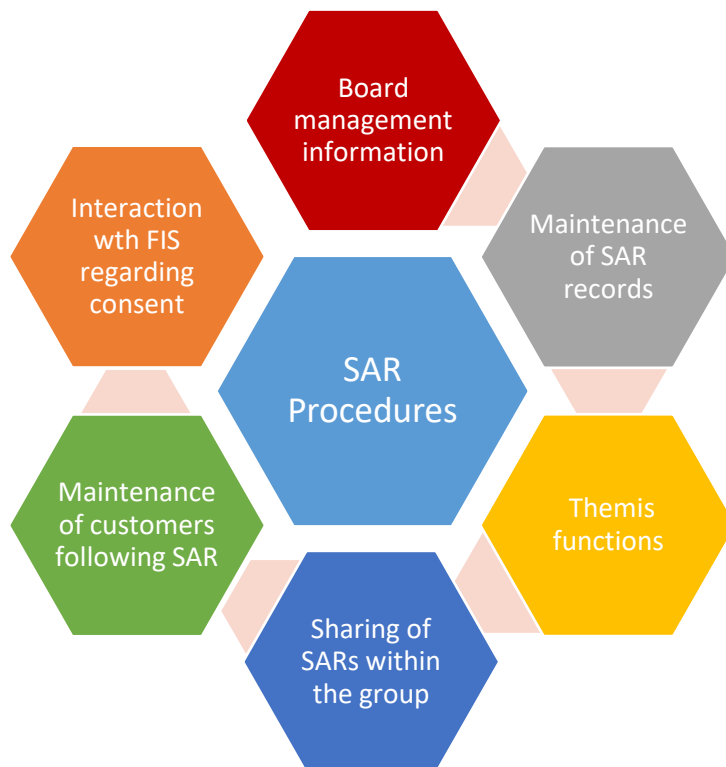 Board
management
information
Interaction
wth FIS
regarding
consent
Maintenance
of SAR
records
SAR
Procedures
Maintenance
of customers
following SAR
Themis
functions
Sharing of
SARs within
the group